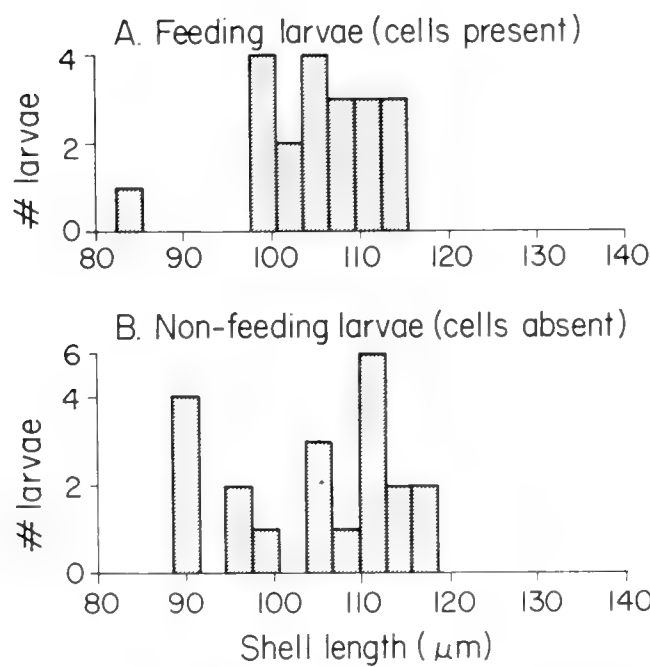 A. Feeding larvae (cells present)
# larvae
4
2
0
80 90 100 110 120 130 140
B. Non-feeding larvae (cells absent)
# larvae
6
4
2
0
80 90 100 110 120 130 140
Shell length (μm)